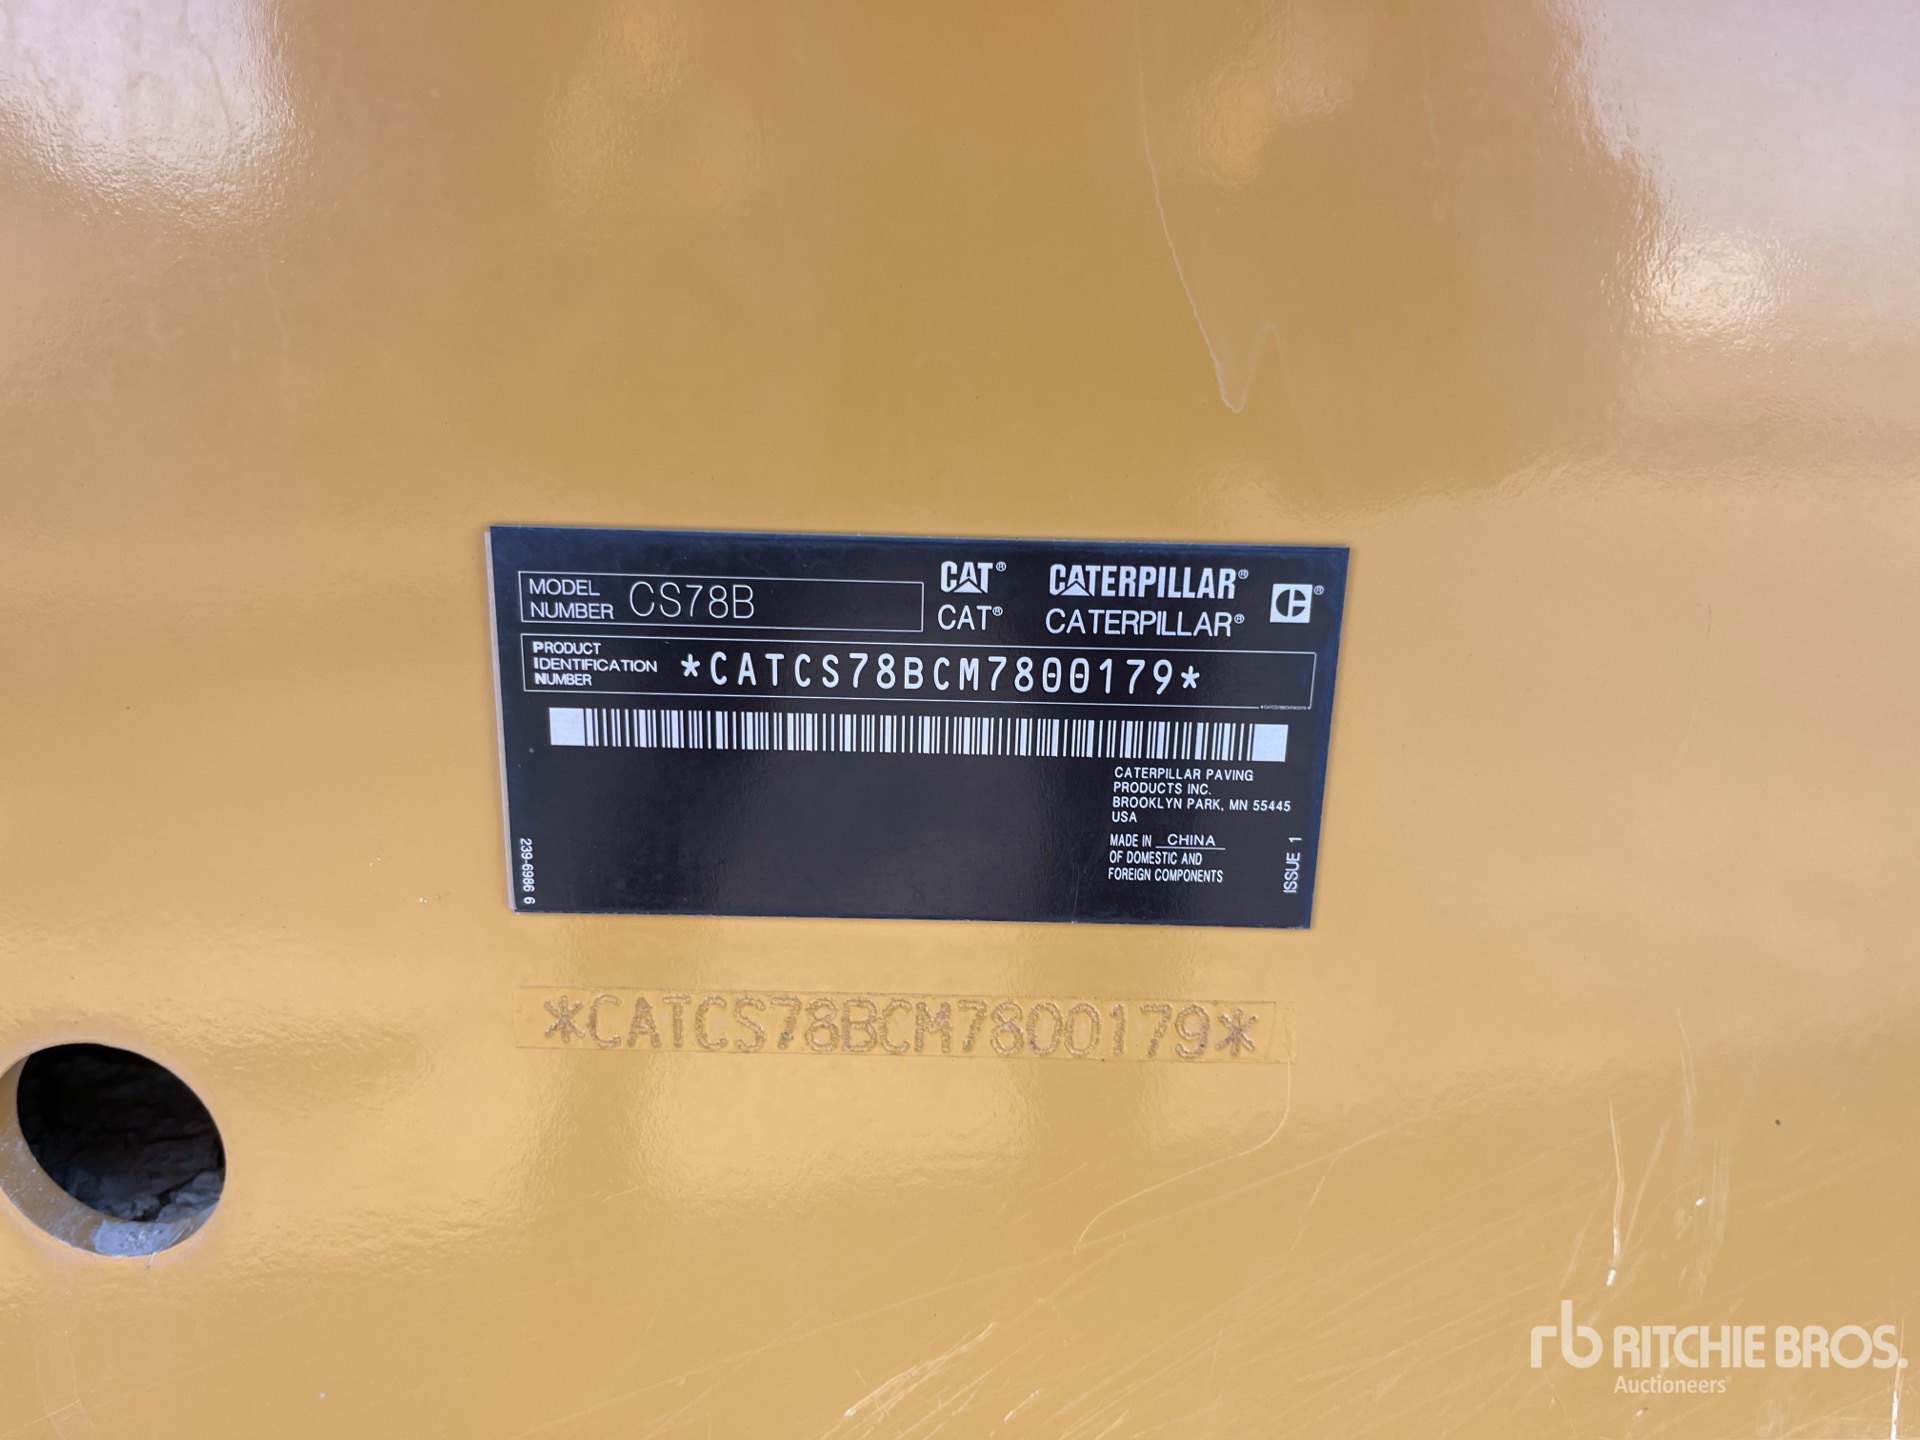 MODEL NUMBER CS78B
CAT® CATERPILLAR®
CAT® CATERPILLAR®
PRODUCT IDENTIFICATION NUMBER *CATCS78BCM7800179*
CATERPILLAR PAVING
PRODUCTS INC.
BROOKLYN PARK, MN 55445
USA
MADE IN CHINA
OF DOMESTIC AND
FOREIGN COMPONENTS
239-6986 6
ISSUE 1
*CATCS78BCM7800179*
rb RITCHIE BROS.
Auctioneers